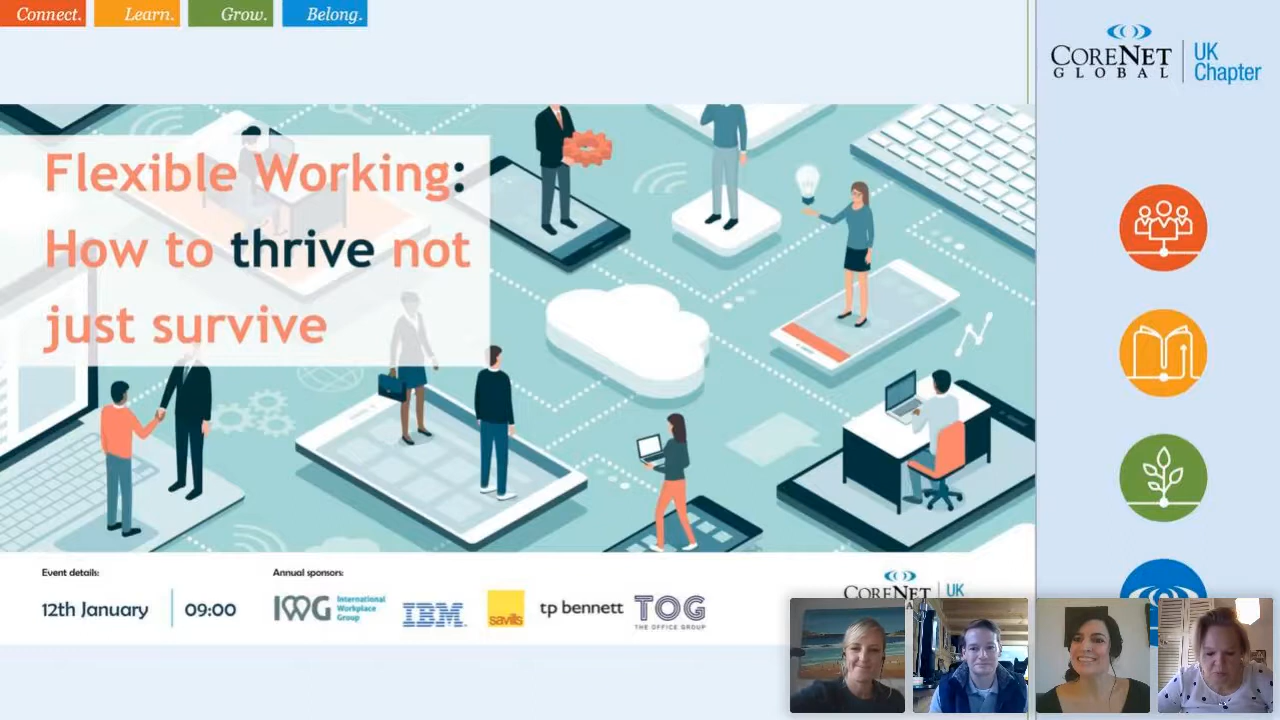 Connect.
Learn.
Grow.
Belong.
CORENET
GLOBAL
UK
Chapter
Flexible Working:
How to thrive not
just survive
Event details:
12th January
09:00
Annual sponsors:
IWG
International
Workplace
Group
IBM
savills
tp bennett
TOG
THE OFFICE GROUP
CORENET
UK